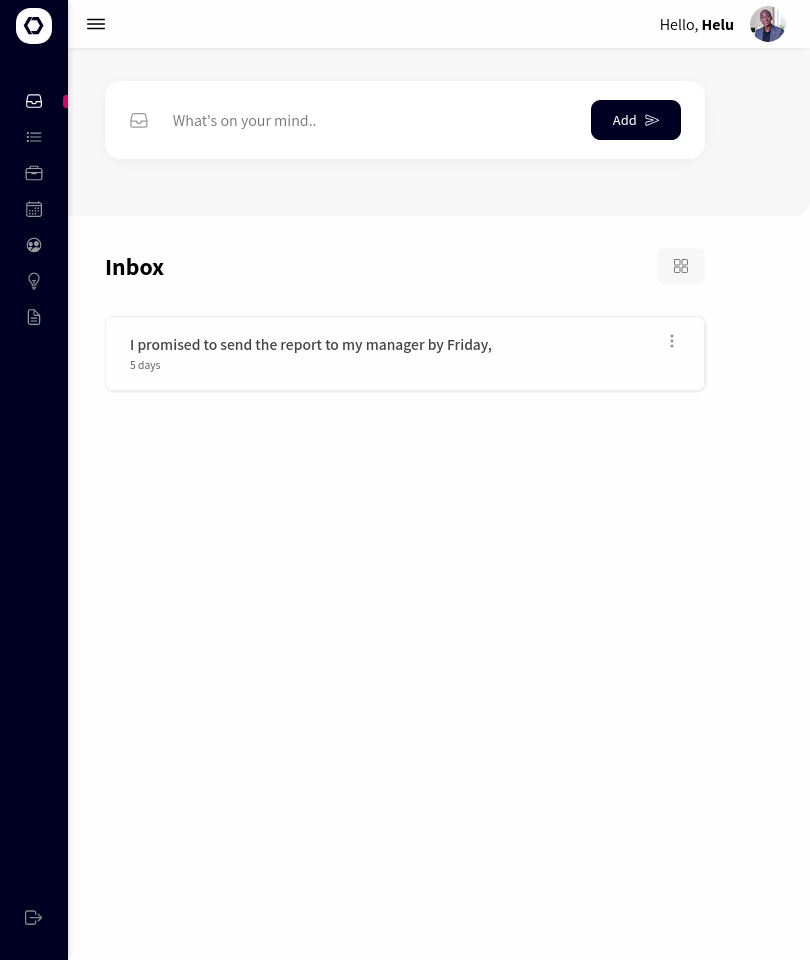 Hello, Helu
What's on your mind..
Add
Inbox
I promised to send the report to my manager by Friday,
5 days